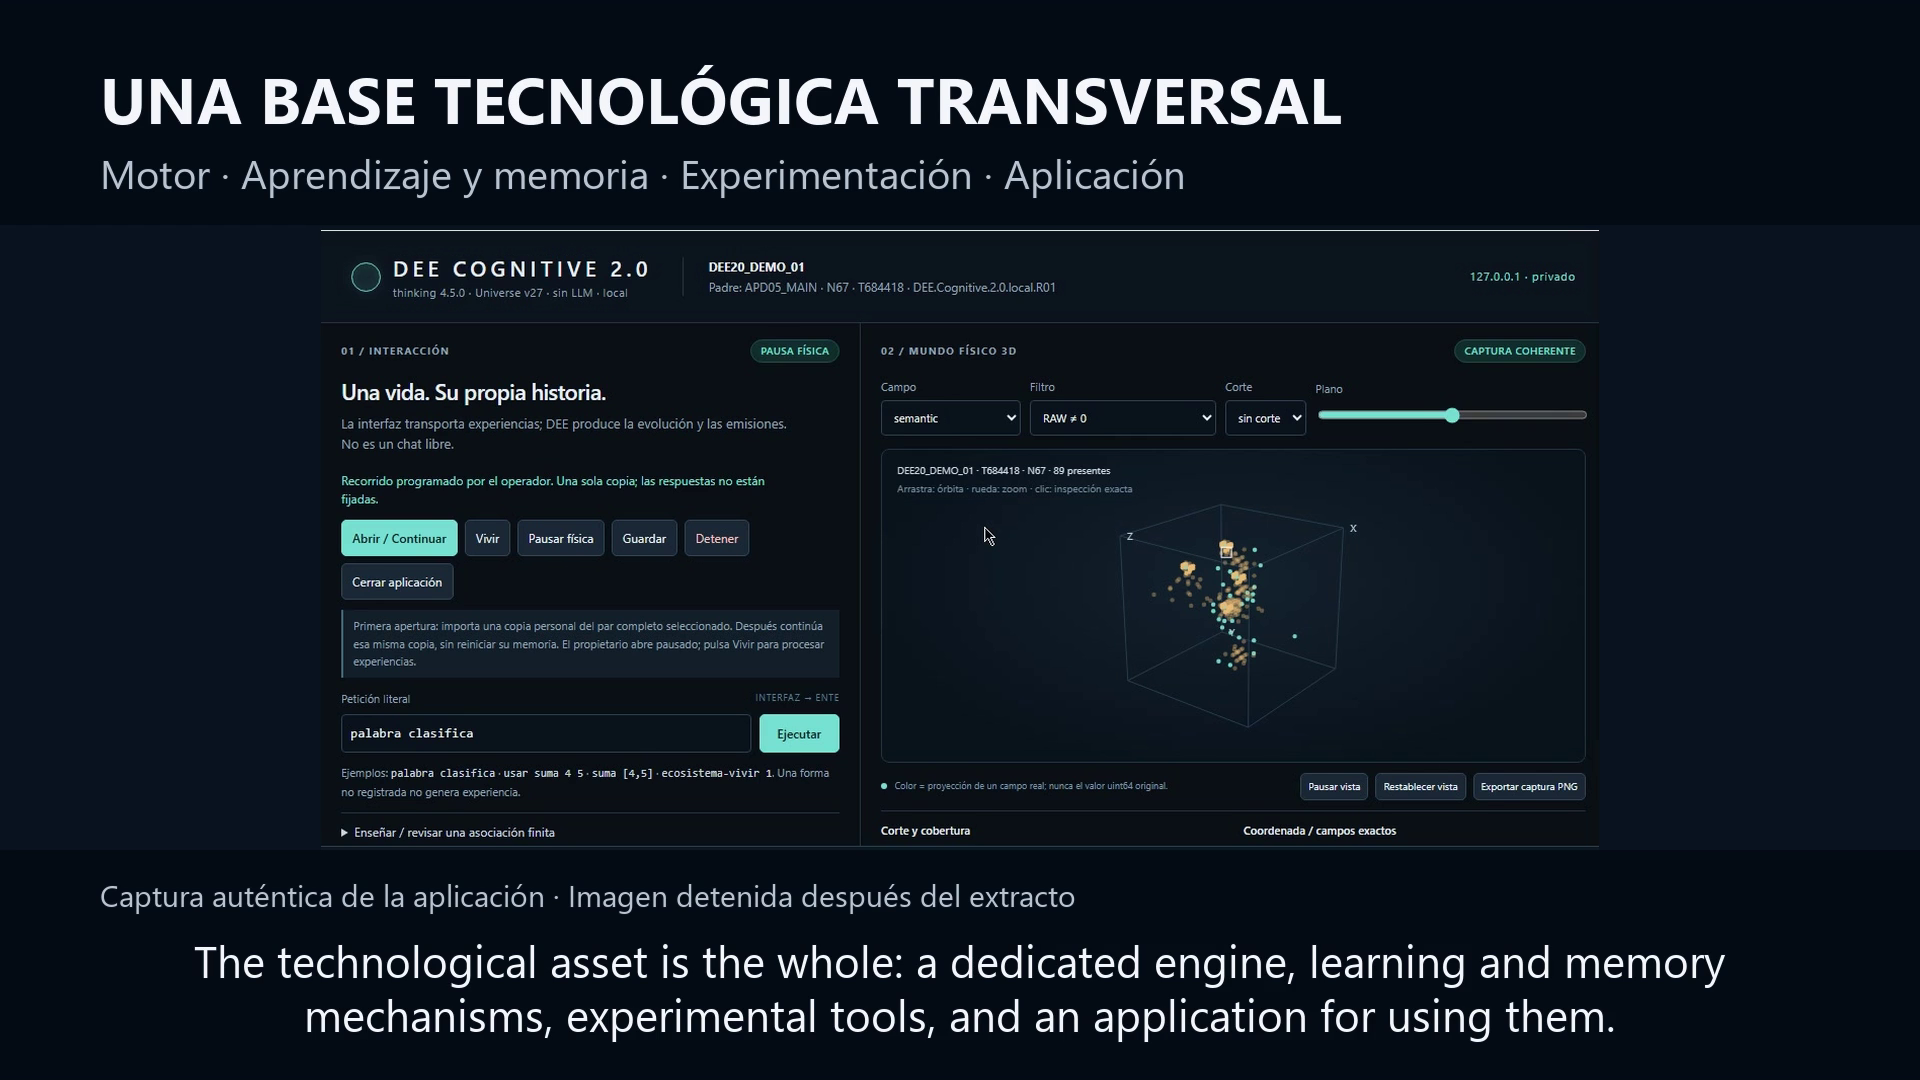 UNA BASE TECNOLÓGICA TRANSVERSAL
Motor · Aprendizaje y memoria · Experimentación · Aplicación
DEE COGNITIVE 2.0
thinking 4.5.0 · Universe v27 · sin LLM · local
DEE20_DEMO_01
Padre: APD05_MAIN · N67 · T684418 · DEE.Cognitive.2.0.local.R01
127.0.0.1 · privado
01 / INTERACCIÓN
PAUSA FÍSICA
Una vida. Su propia historia.
La interfaz transporta experiencias; DEE produce la evolución y las emisiones.
No es un chat libre.
Recorrido programado por el operador. Una sola copia; las respuestas no están
fijadas.
Abrir / Continuar
Vivir
Pausar física
Guardar
Detener
Cerrar aplicación
Primera apertura: importa una copia personal del par completo seleccionado. Después continúa
esa misma copia, sin reiniciar su memoria. El propietario abre pausado; pulsa Vivir para procesar
experiencias.
Petición literal
INTERFAZ → ENTE
palabra clasifica
Ejecutar
Ejemplos: palabra clasifica · usar suma 4 5 · suma [4,5] · ecosistema-vivir 1. Una forma
no registrada no genera experiencia.
▶ Enseñar / revisar una asociación finita
02 / MUNDO FÍSICO 3D
CAPTURA COHERENTE
Campo
Filtro
Corte
Plano
semantic
RAW ≠ 0
sin corte
DEE20_DEMO_01 · T684418 · N67 · 89 presentes
Arrastra: órbita · rueda: zoom · clic: inspección exacta
Z
X
Y
Color = proyección de un campo real; nunca el valor uint64 original.
Pausar vista
Restablecer vista
Exportar captura PNG
Corte y cobertura
Coordenada / campos exactos
Captura auténtica de la aplicación · Imagen detenida después del extracto
The technological asset is the whole: a dedicated engine, learning and memory
mechanisms, experimental tools, and an application for using them.